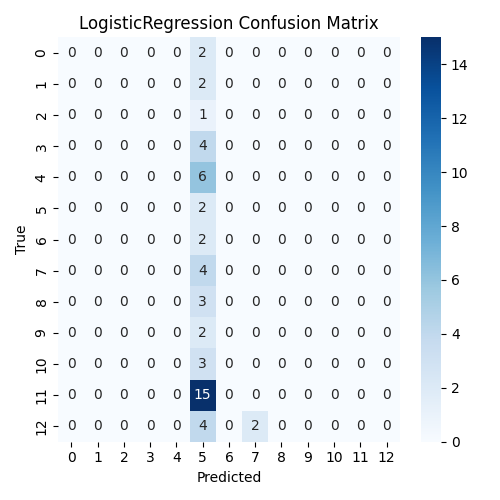 LogisticRegression Confusion Matrix
0 0 0 0 0 0 2 0 0 0 0 0 0 0
1 0 0 0 0 0 2 0 0 0 0 0 0 0
2 0 0 0 0 0 1 0 0 0 0 0 0 0
3 0 0 0 0 0 4 0 0 0 0 0 0 0
4 0 0 0 0 0 6 0 0 0 0 0 0 0
5 0 0 0 0 0 2 0 0 0 0 0 0 0
6 0 0 0 0 0 2 0 0 0 0 0 0 0
7 0 0 0 0 0 4 0 0 0 0 0 0 0
8 0 0 0 0 0 3 0 0 0 0 0 0 0
9 0 0 0 0 0 2 0 0 0 0 0 0 0
10 0 0 0 0 0 3 0 0 0 0 0 0 0
11 0 0 0 0 0 15 0 0 0 0 0 0 0
12 0 0 0 0 0 4 0 2 0 0 0 0 0
0 1 2 3 4 5 6 7 8 9 10 11 12
True
Predicted
14
12
10
8
6
4
2
0